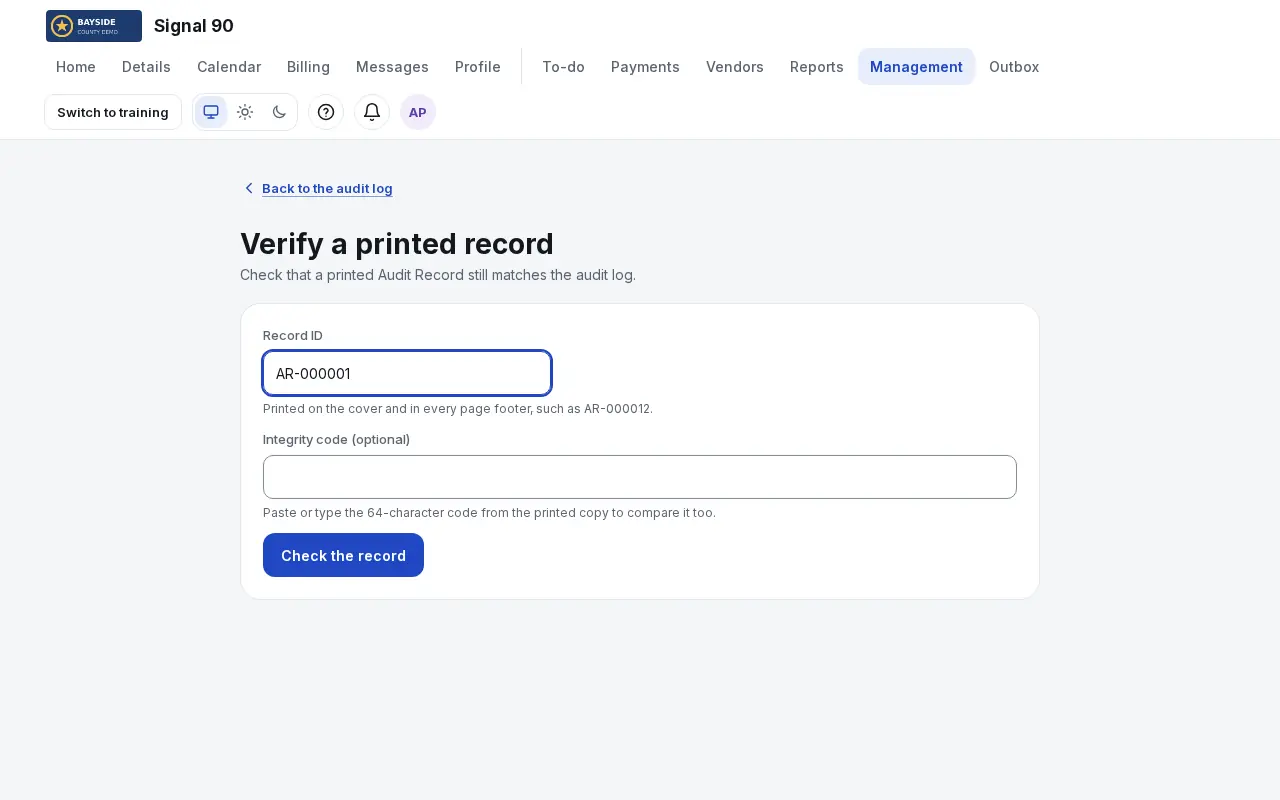 BAYSIDE
COUNTY DEMO
Signal 90
Home Details Calendar Billing Messages Profile To-do Payments Vendors Reports Management Outbox
Switch to training
AP
Back to the audit log
Verify a printed record
Check that a printed Audit Record still matches the audit log.
Record ID
AR-000001
Printed on the cover and in every page footer, such as AR-000012.
Integrity code (optional)
Paste or type the 64-character code from the printed copy to compare it too.
Check the record